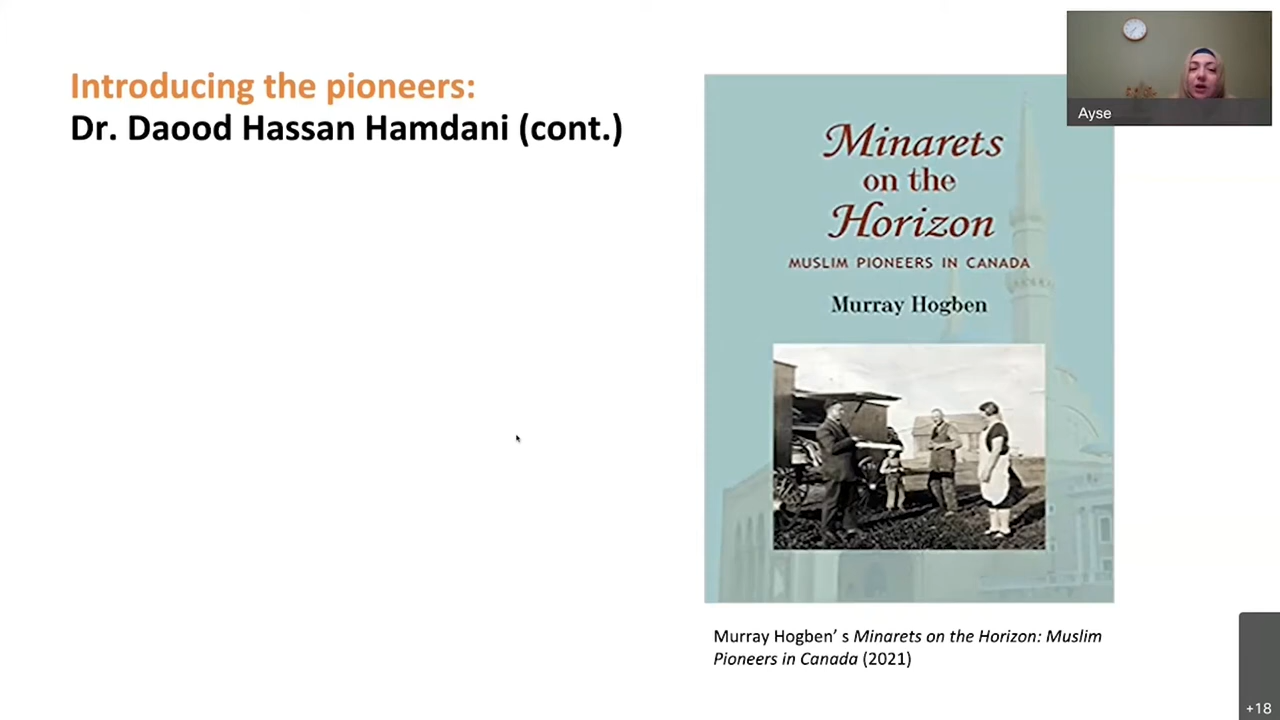 Introducing the pioneers:
Dr. Daood Hassan Hamdani (cont.)
Minarets
on the
Horizon
MUSLIM PIONEERS IN CANADA
Murray Hogben
Murray Hogben' s Minarets on the Horizon: Muslim
Pioneers in Canada (2021)
Ayse
+18